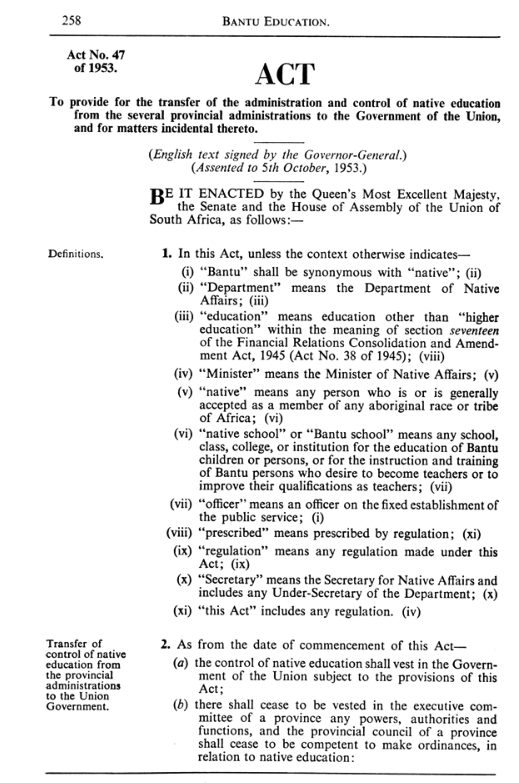 258
BANTU EDUCATION.
Act No. 47
of 1953.
ACT
To provide for the transfer of the administration and control of native education
from the several provincial administrations to the Government of the Union,
and for matters incidental thereto.
(English text signed by the Governor-General.)
(Assented to 5th October, 1953.)
BE IT ENACTED by the Queen's Most Excellent Majesty,
the Senate and the House of Assembly of the Union of
South Africa, as follows:—
Definitions.
1. In this Act, unless the context otherwise indicates—
(i) "Bantu" shall be synonymous with "native"; (ii)
(ii) "Department" means the Department of Native
Affairs; (iii)
(iii) "education" means education other than "higher
education" within the meaning of section seventeen
of the Financial Relations Consolidation and Amend-
ment Act, 1945 (Act No. 38 of 1945); (viii)
(iv) "Minister" means the Minister of Native Affairs; (v)
(v) "native" means any person who is or is generally
accepted as a member of any aboriginal race or tribe
of Africa; (vi)
(vi) "native school" or "Bantu school" means any school,
class, college, or institution for the education of Bantu
children or persons, or for the instruction and training
of Bantu persons who desire to become teachers or to
improve their qualifications as teachers; (vii)
(vii) "officer" means an officer on the fixed establishment of
the public service; (i)
(viii) "prescribed" means prescribed by regulation; (xi)
(ix) "regulation" means any regulation made under this
Act; (ix)
(x) "Secretary" means the Secretary for Native Affairs and
includes any Under-Secretary of the Department; (x)
(xi) "this Act" includes any regulation. (iv)
Transfer of
control of native
education from
the provincial
administrations
to the Union
Government.
2. As from the date of commencement of this Act—
(a) the control of native education shall vest in the Govern-
ment of the Union subject to the provisions of this
Act;
(b) there shall cease to be vested in the executive com-
mittee of a province any powers, authorities and
functions, and the provincial council of a province
shall cease to be competent to make ordinances, in
relation to native education: